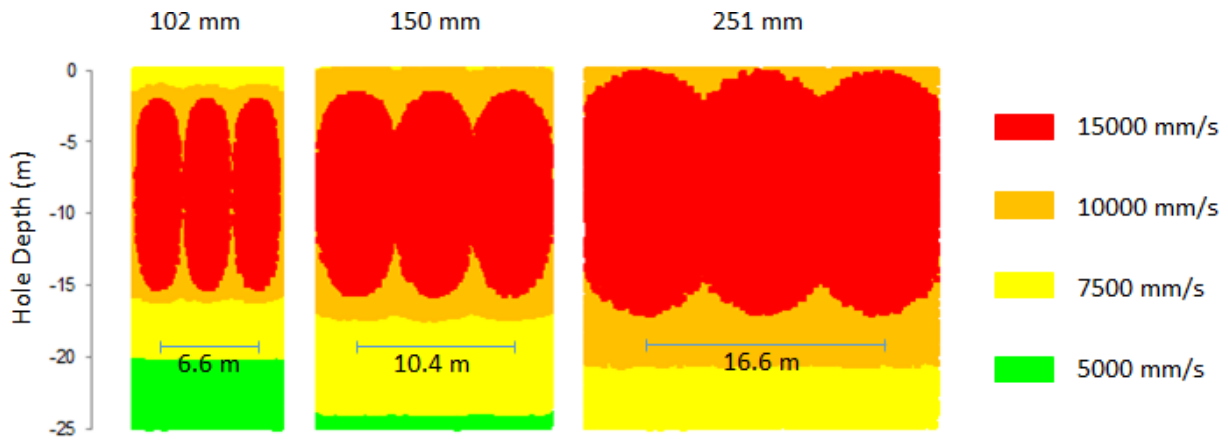 102 mm
150 mm
251 mm
Hole Depth (m)
0
-5
-10
-15
-20
-25
6.6 m
10.4 m
16.6 m
15000 mm/s
10000 mm/s
7500 mm/s
5000 mm/s